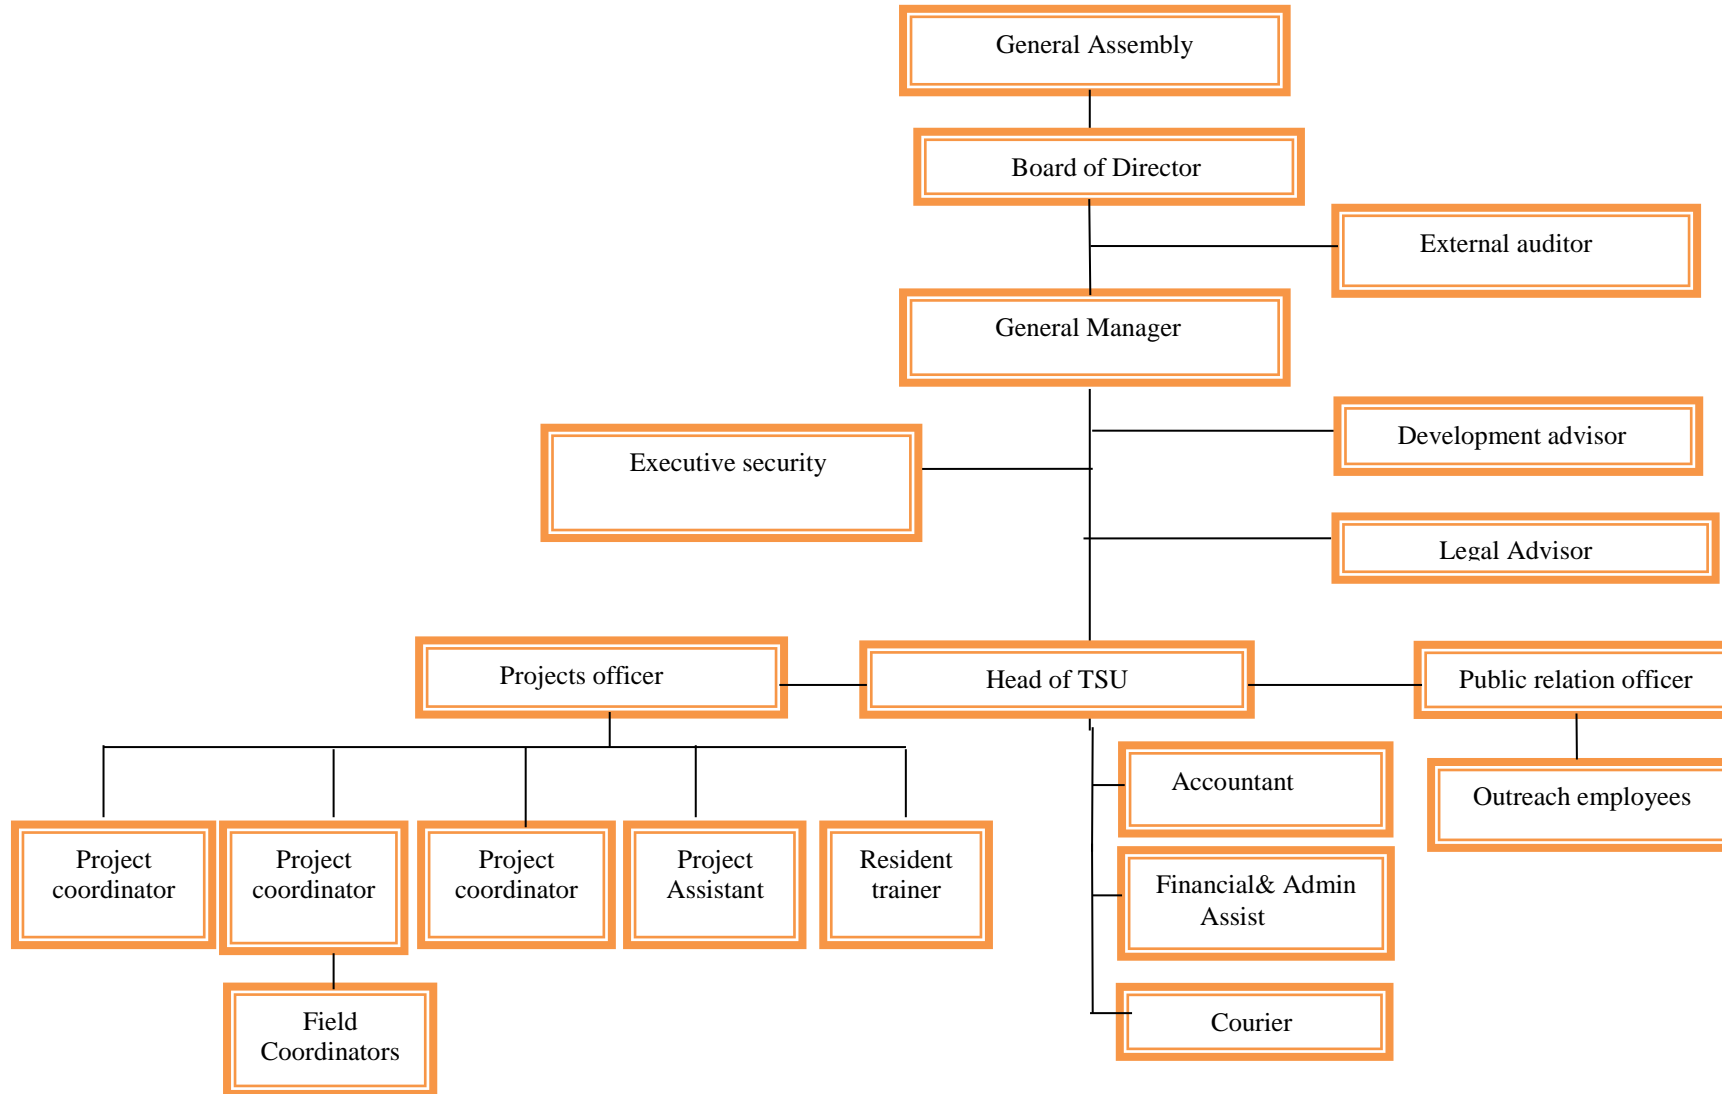 General Assembly
Board of Director
External auditor
General Manager
Development advisor
Executive security
Legal Advisor
Projects officer
Head of TSU
Public relation officer
Accountant
Outreach employees
Project
coordinator
Project
coordinator
Project
coordinator
Project
Assistant
Resident
trainer
Financial& Admin
Assist
Field
Coordinators
Courier